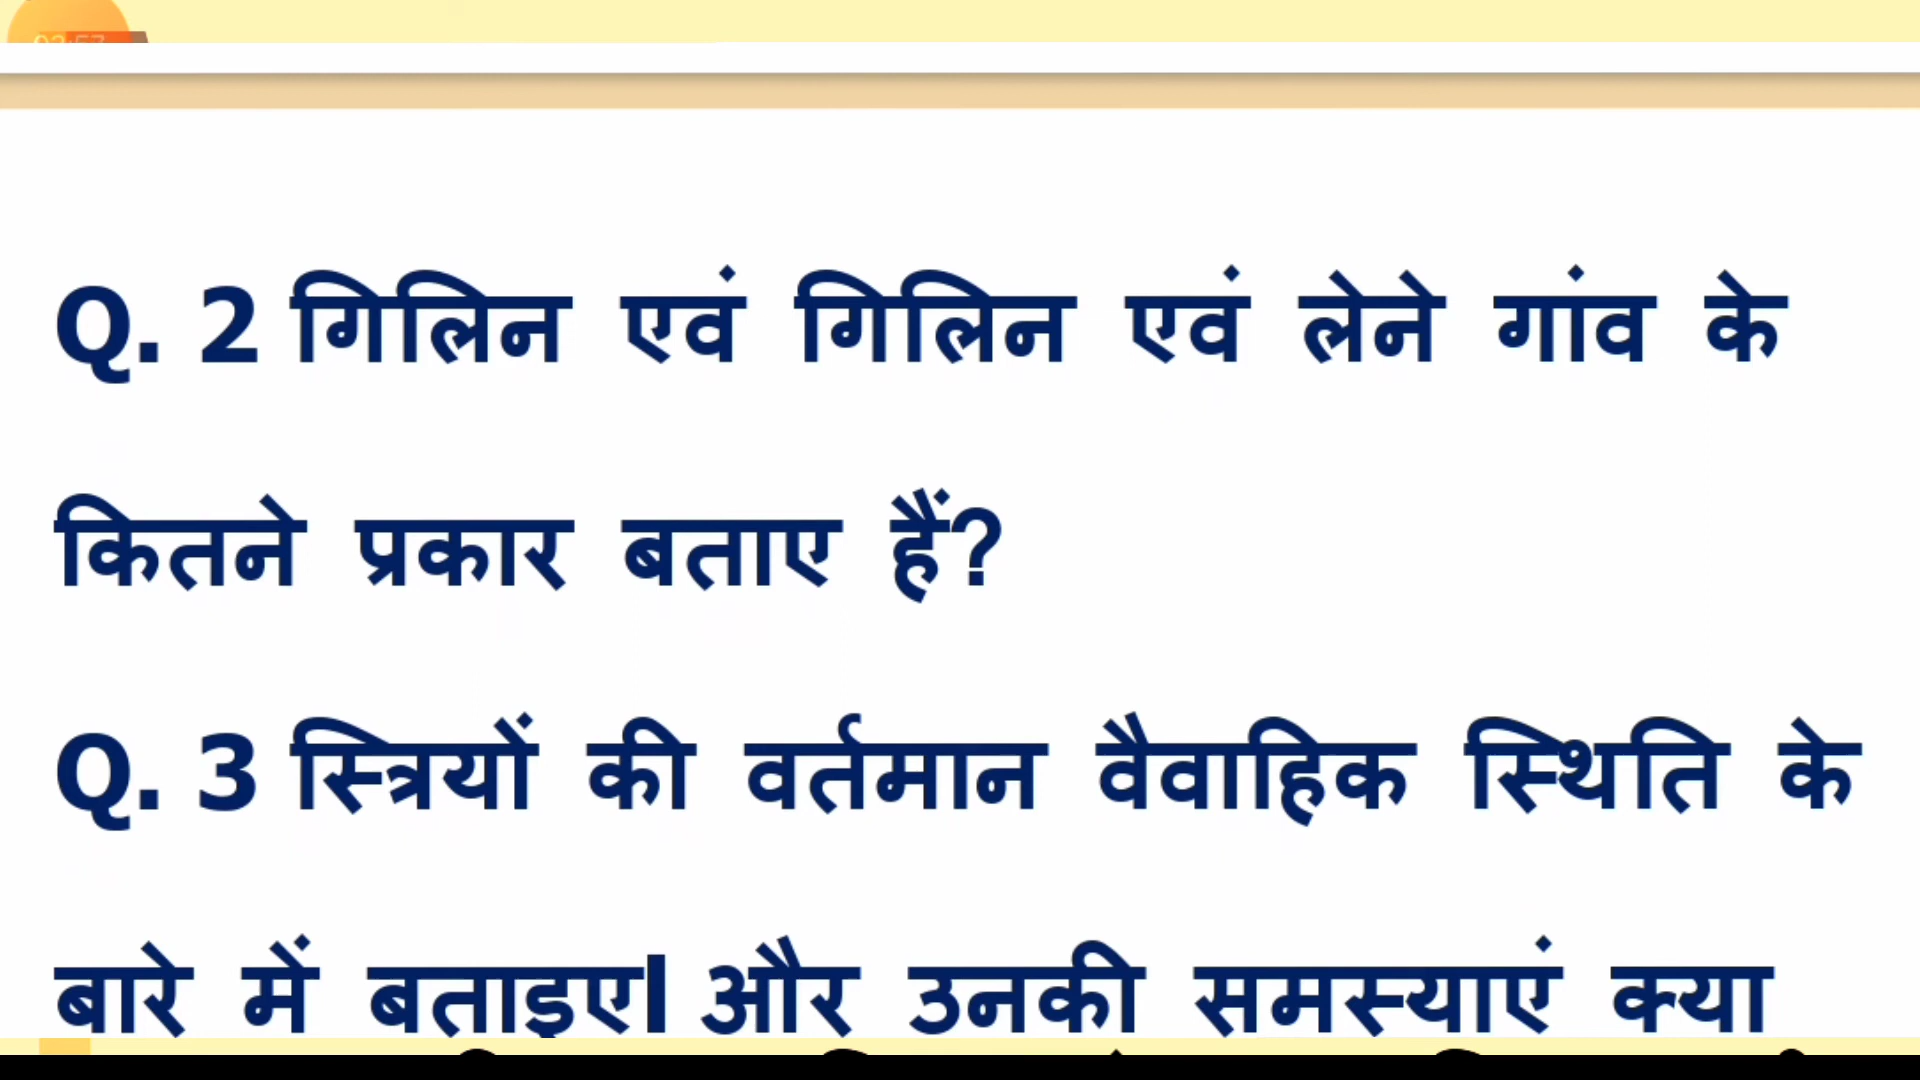 Q. 2 गिलिन एवं गिलिन एवं लेने गांव के
कितने प्रकार बताए हैं?
Q. 3 स्त्रियों की वर्तमान वैवाहिक स्थिति के
बारे में बताइए। और उनकी समस्याएं क्या